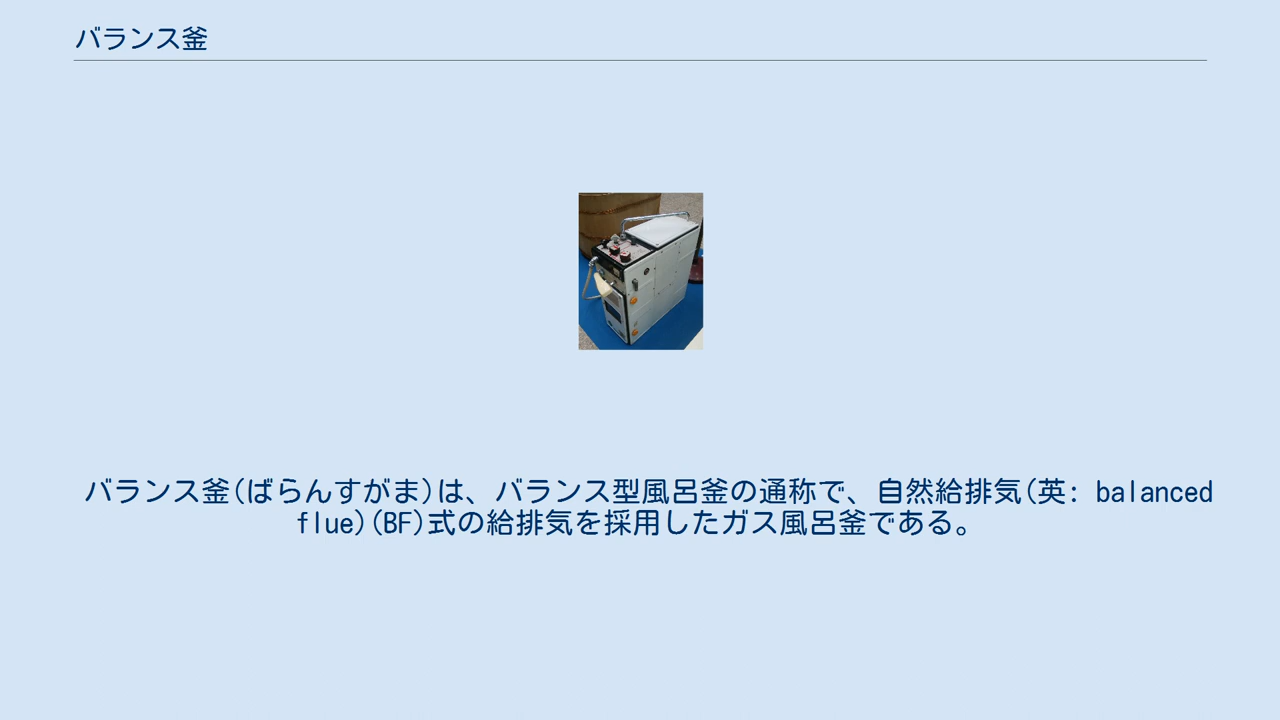 バランス釜
バランス釜(ばらんすがま)は、バランス型風呂釜の通称で、自然給排気(英: balanced
flue)(BF)式の給排気を採用したガス風呂釜である。